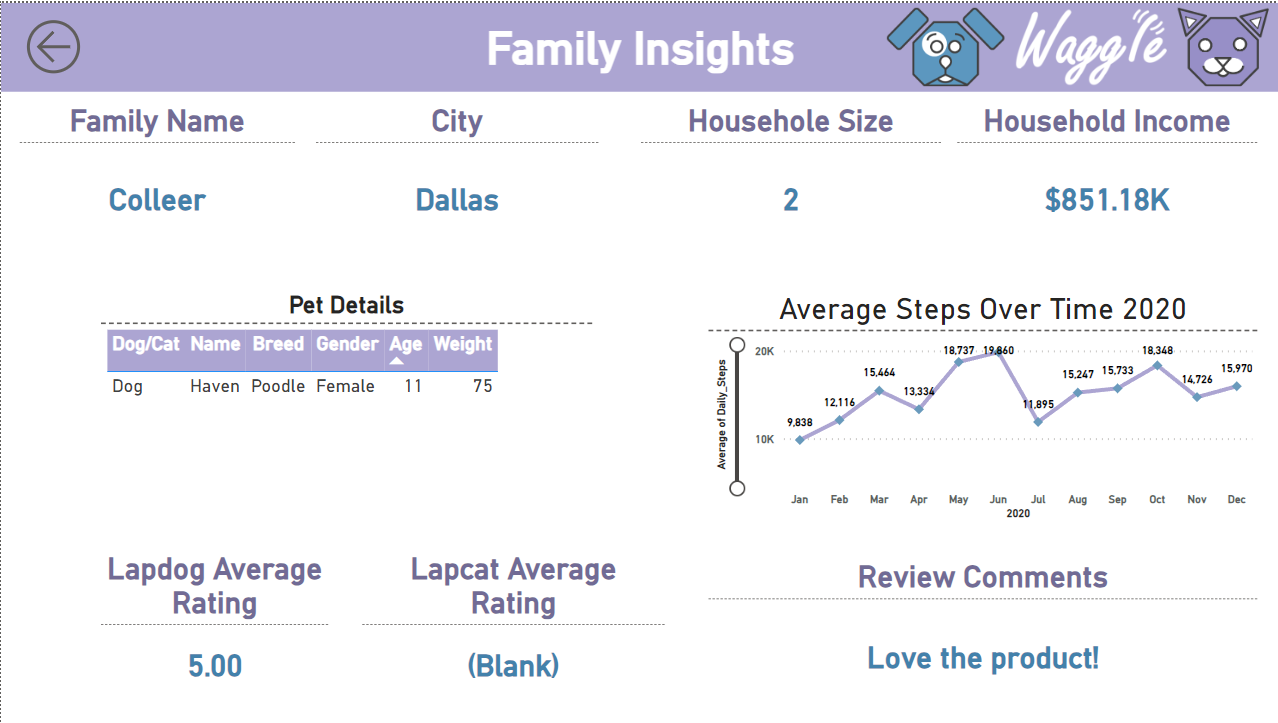 Family Insights
Waggle
Family Name
City
Househole Size
Household Income
Colleer
Dallas
2
$851.18K
Pet Details
Dog/Cat Name Breed Gender Age Weight
Dog Haven Poodle Female 11 75
Average Steps Over Time 2020
Average of Daily_Steps
20K
10K
9,838
12,116
15,464
13,334
18,737
19,860
11,895
15,247
15,733
18,348
14,726
15,970
Jan Feb Mar Apr May Jun Jul Aug Sep Oct Nov Dec
2020
Lapdog Average
Rating
5.00
Lapcat Average
Rating
(Blank)
Review Comments
Love the product!